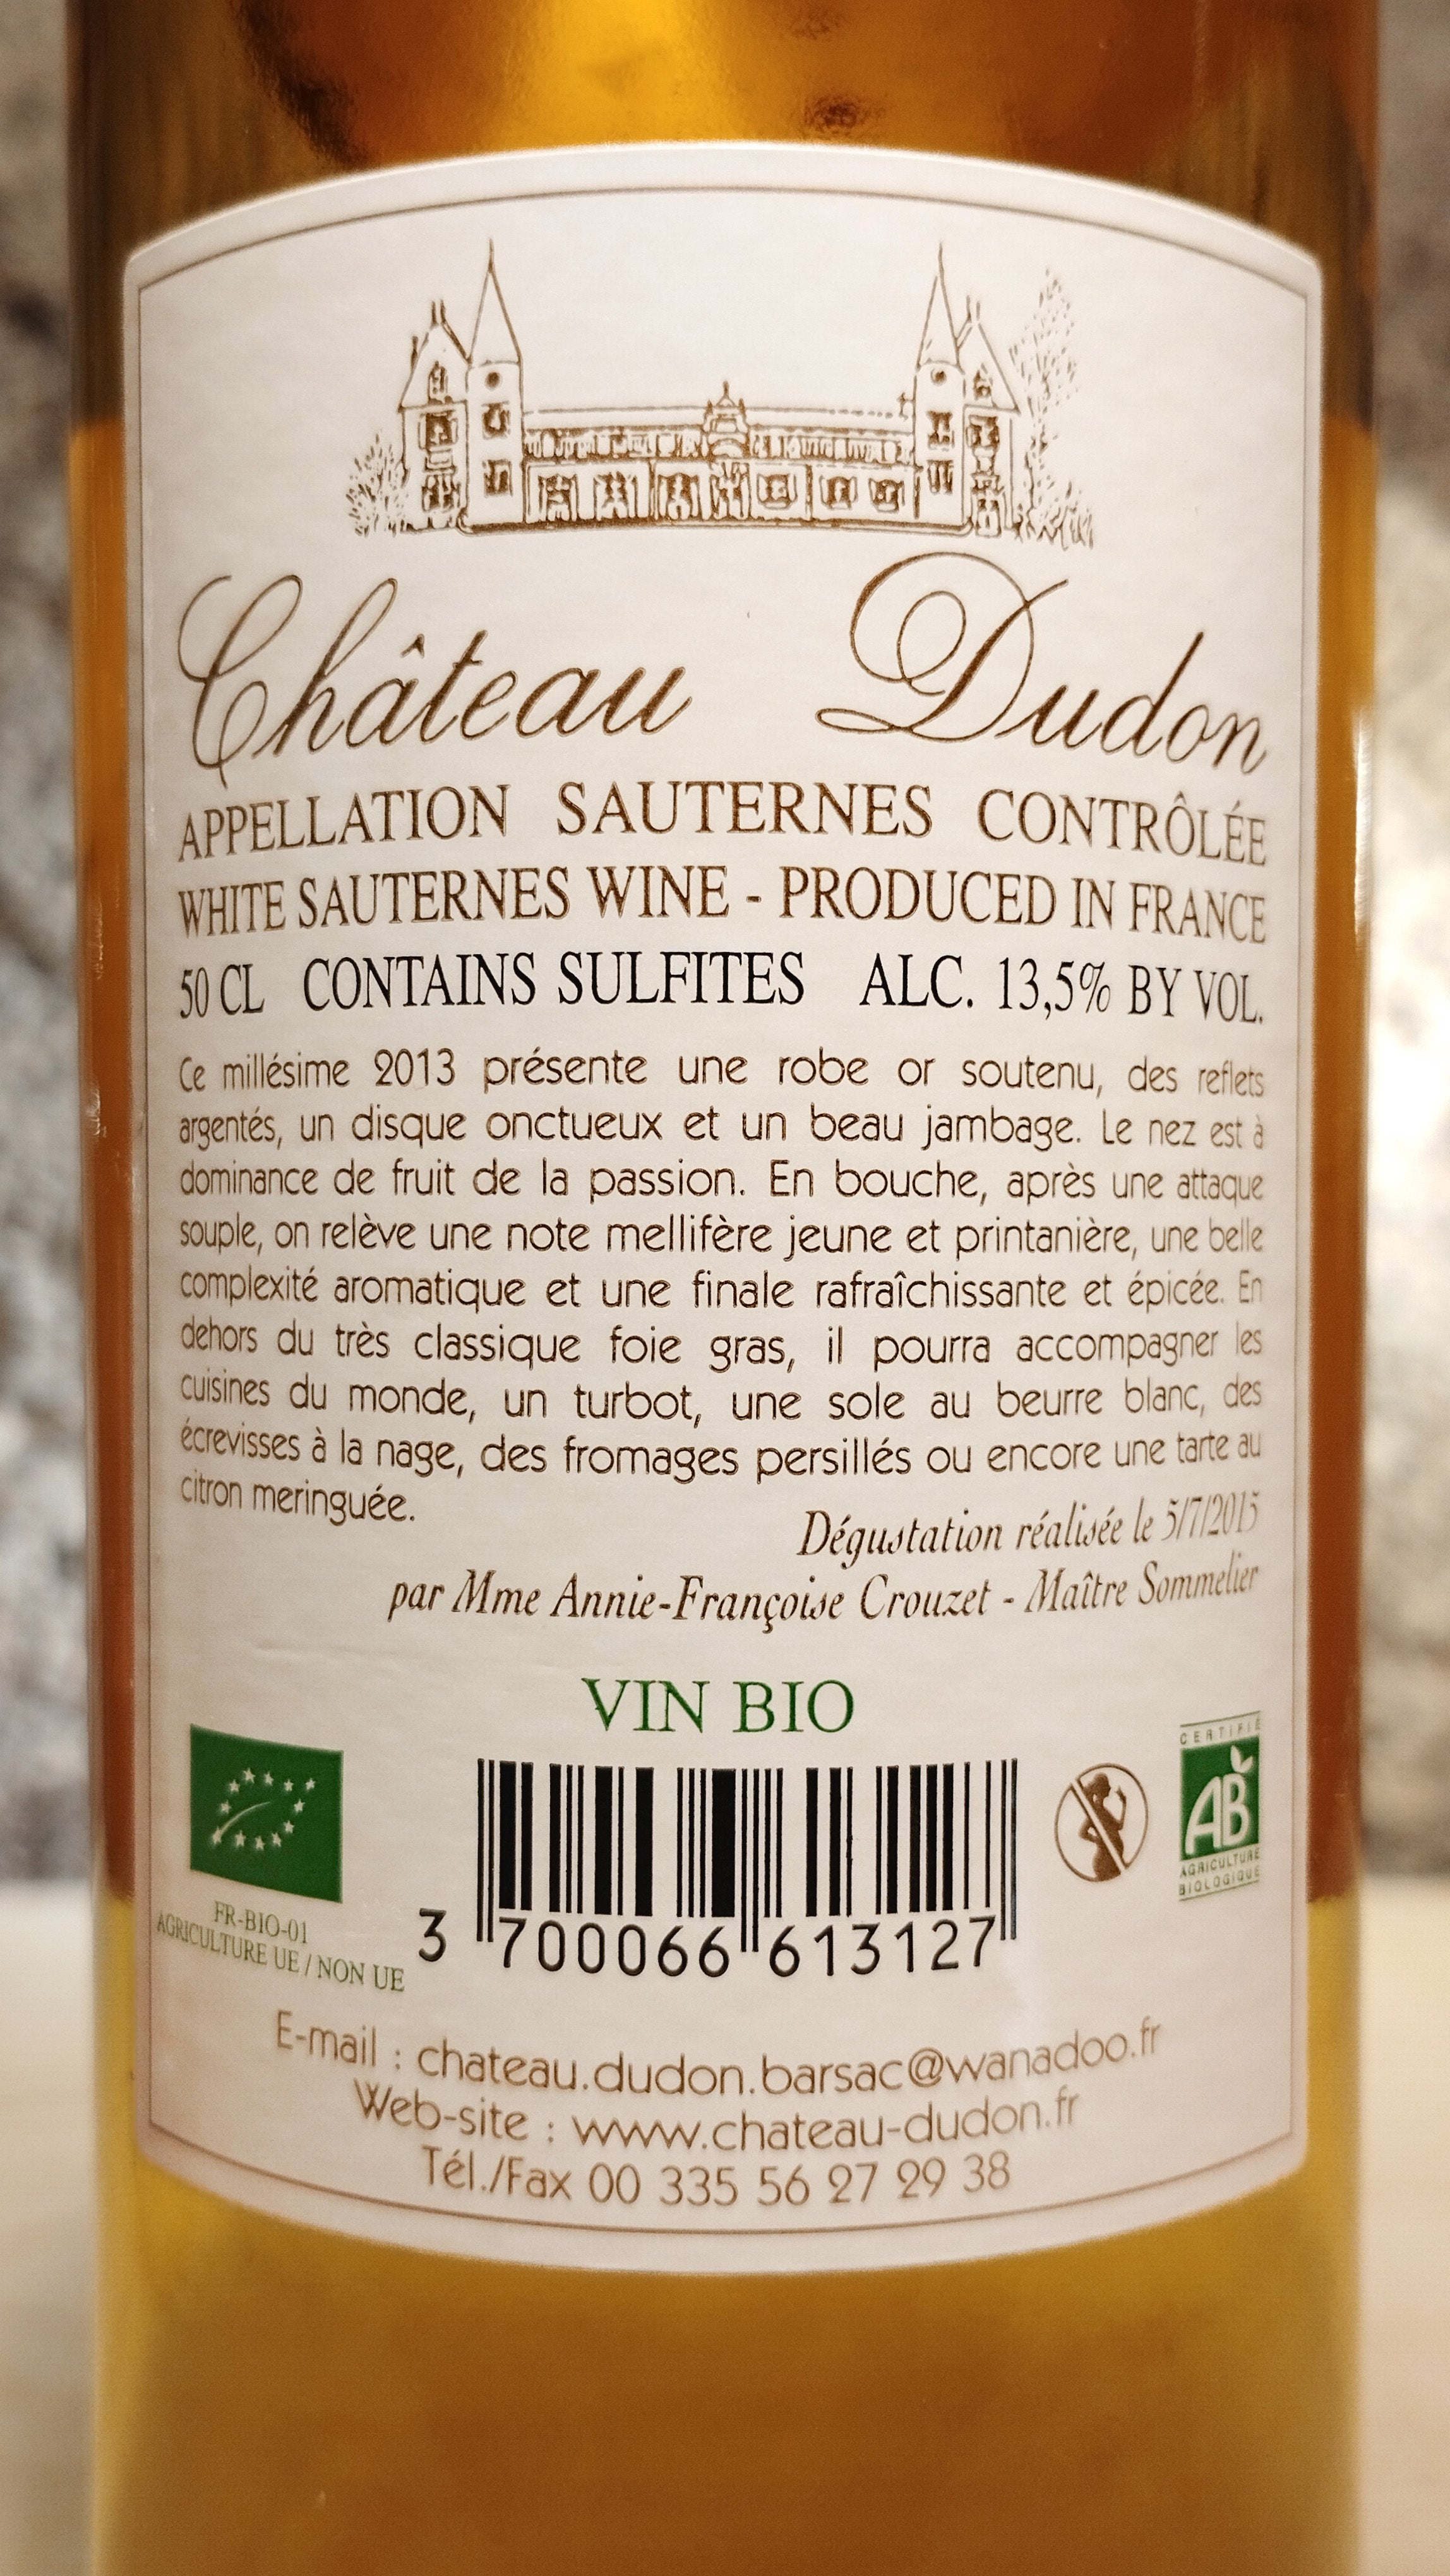 Château Dudon
APPELLATION SAUTERNES CONTRÔLÉE
WHITE SAUTERNES WINE - PRODUCED IN FRANCE
50 CL CONTAINS SULFITES ALC. 13,5% BY VOL.
Ce millésime 2013 présente une robe or soutenu, des reflets
argentés, un disque onctueux et un beau jambage. Le nez est à
dominance de fruit de la passion. En bouche, après une attaque
souple, on relève une note mellifère jeune et printanière, une belle
complexité aromatique et une finale rafraîchissante et épicée. En
dehors du très classique foie gras, il pourra accompagner les
cuisines du monde, un turbot, une sole au beurre blanc, des
écrevisses à la nage, des fromages persillés ou encore une tarte au
citron meringuée.
Dégustation réalisée le 5/7/2015
par Mme Annie-Françoise Crouzet - Maître Sommelier
VIN BIO
CERTIFIÉ
AB
AGRICULTURE
BIOLOGIQUE
FR-BIO-01
AGRICULTURE UE / NON UE
3 700066 613127
E-mail : chateau.dudon.barsac@wanadoo.fr
Web-site : www.chateau-dudon.fr
Tél./Fax 00 335 56 27 29 38